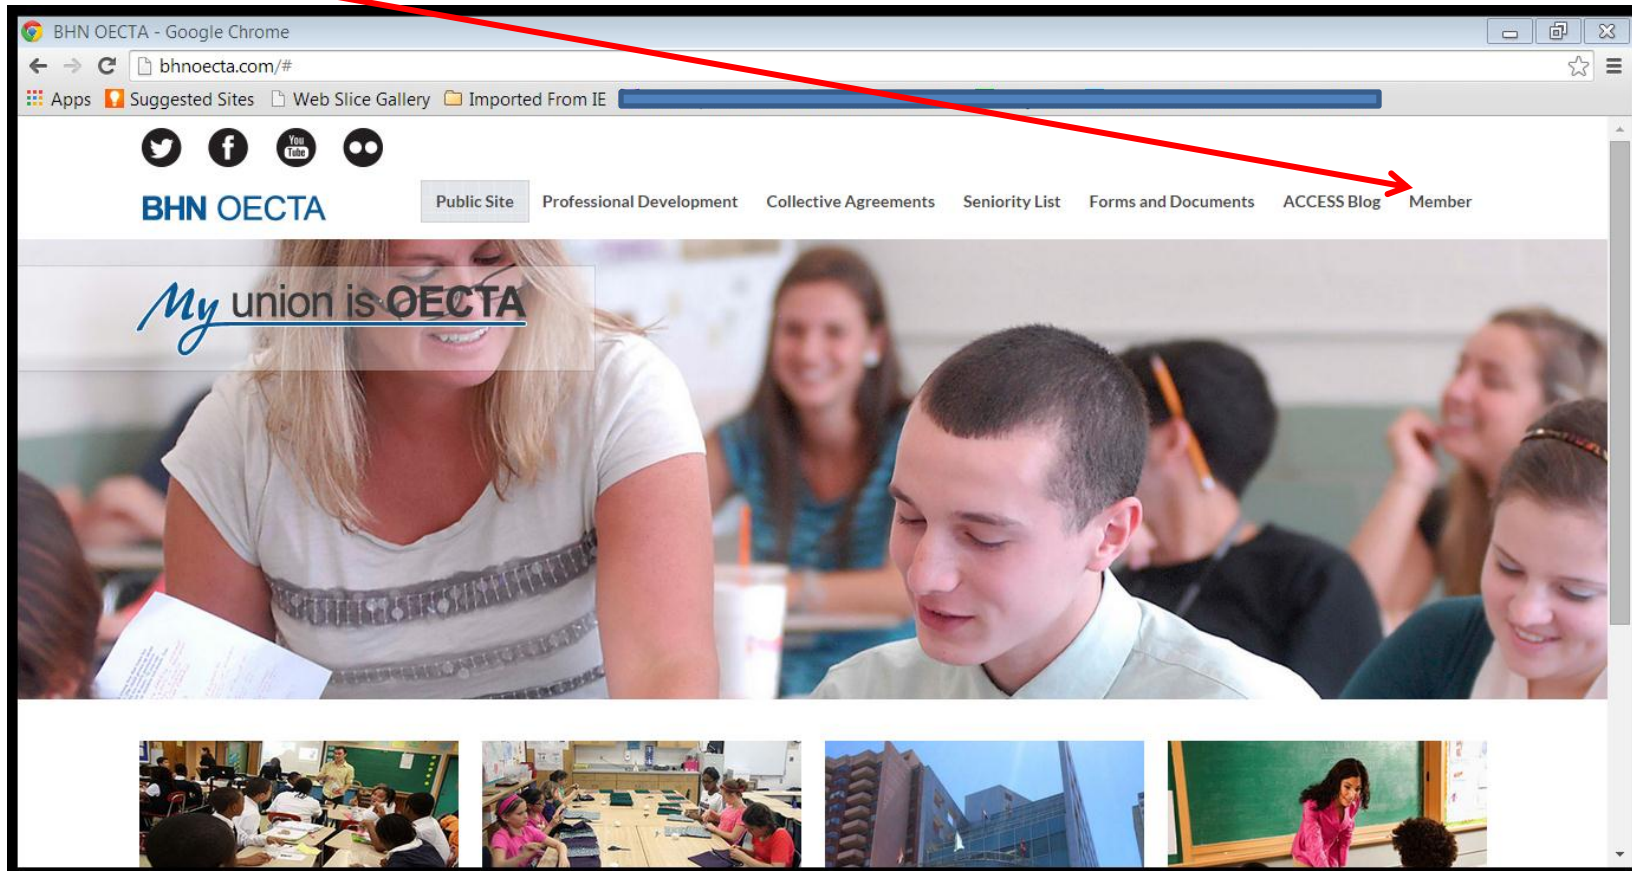 BHN OECTA - Google Chrome
bhnoecta.com/#
Apps Suggested Sites Web Slice Gallery Imported From IE
You
Tube
BHN OECTA Public Site Professional Development Collective Agreements Seniority List Forms and Documents ACCESS Blog Member
My union is OECTA